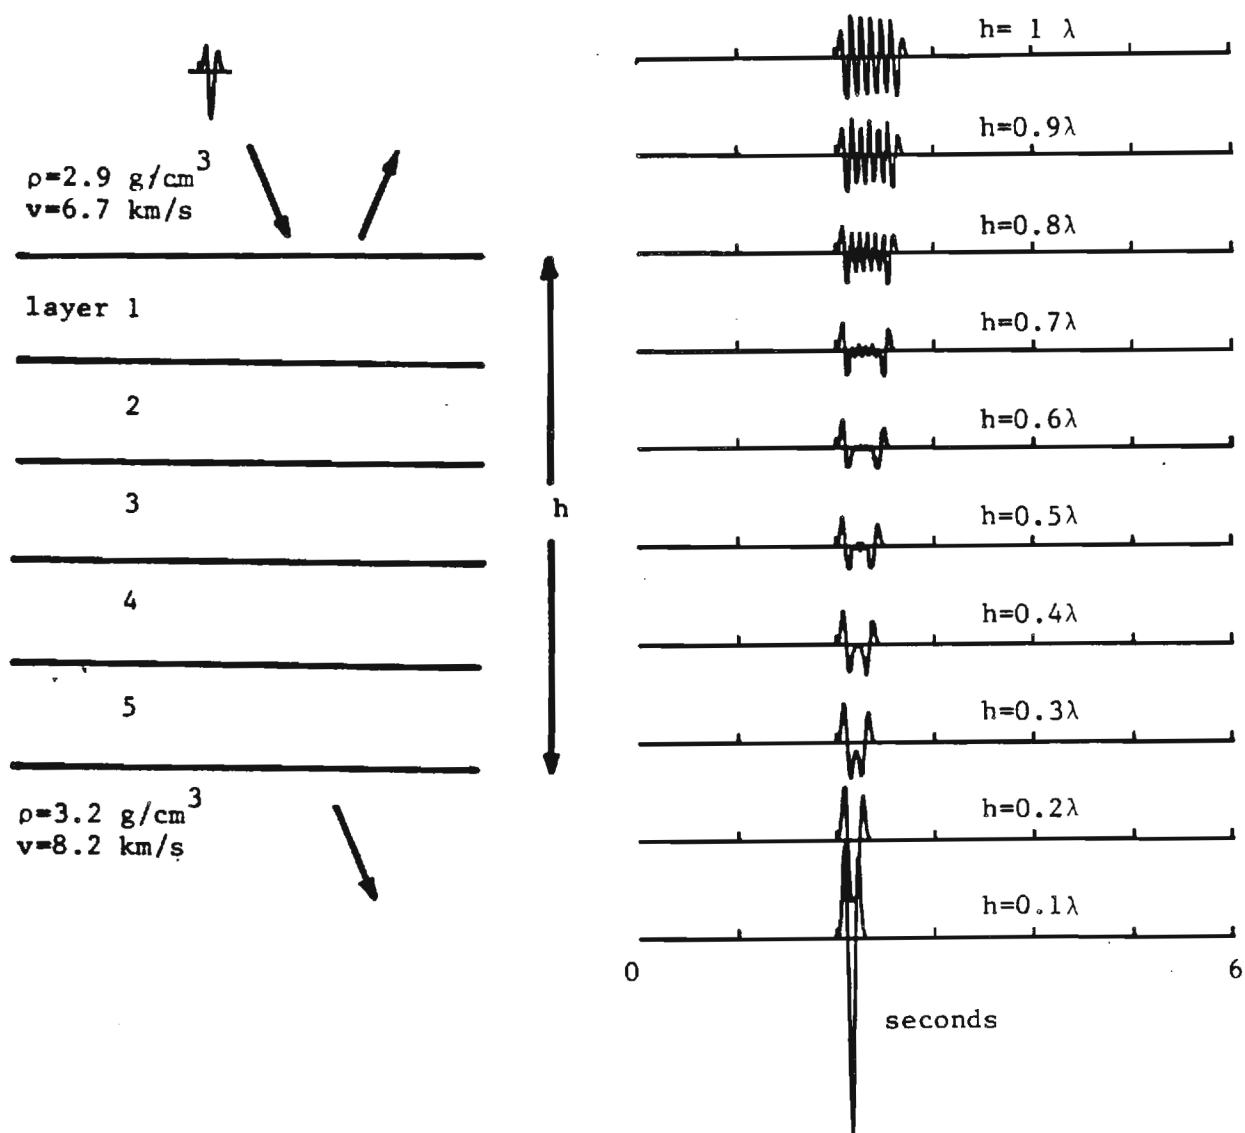 ρ=2.9 g/cm3
v=6.7 km/s
layer 1
2
3
4
5
h
ρ=3.2 g/cm3
v=8.2 km/s
h= 1 λ
h=0.9λ
h=0.8λ
h=0.7λ
h=0.6λ
h=0.5λ
h=0.4λ
h=0.3λ
h=0.2λ
h=0.1λ
0
6
seconds